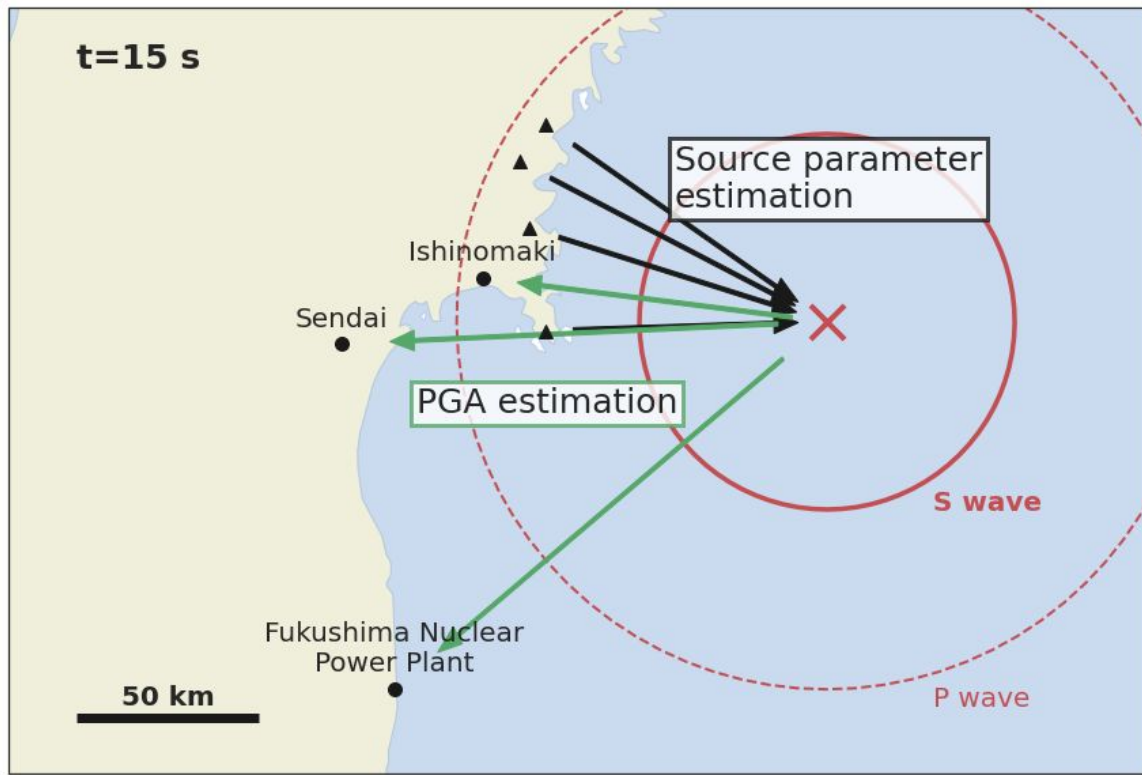 t=15 s
Source parameter
estimation
Ishinomaki
Sendai
PGA estimation
S wave
Fukushima Nuclear
Power Plant
50 km
P wave